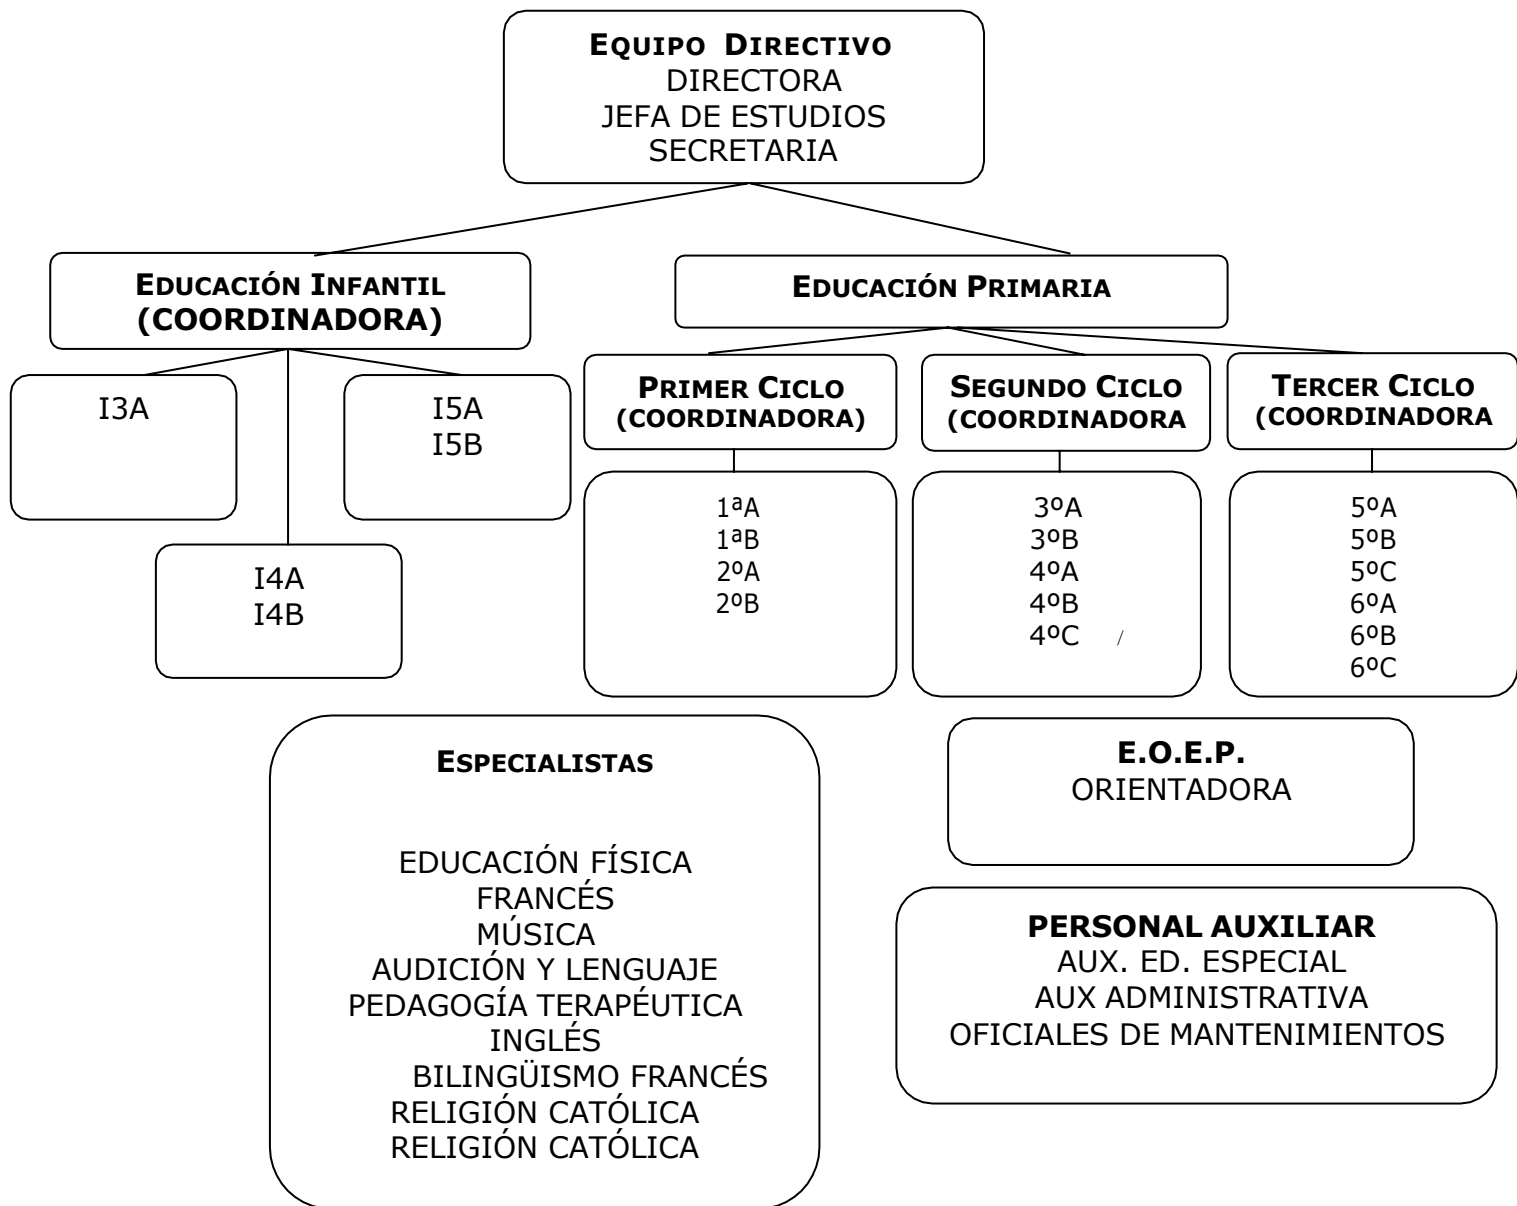 EQUIPO DIRECTIVO
DIRECTORA
JEFA DE ESTUDIOS
SECRETARIA
EDUCACIÓN INFANTIL
(COORDINADORA)
EDUCACIÓN PRIMARIA
I3A
I5A
I5B
I4A
I4B
PRIMER CICLO
(COORDINADORA)
SEGUNDO CICLO
(COORDINADORA
TERCER CICLO
(COORDINADORA
1ªA
1ªB
2ºA
2ºB
3ºA
3ºB
4ºA
4ºB
4ºC /
5ºA
5ºB
5ºC
6ºA
6ºB
6ºC
ESPECIALISTAS
EDUCACIÓN FÍSICA
FRANCÉS
MÚSICA
AUDICIÓN Y LENGUAJE
PEDAGOGÍA TERAPÉUTICA
INGLÉS
BILINGÜISMO FRANCÉS
RELIGIÓN CATÓLICA
RELIGIÓN CATÓLICA
E.O.E.P.
ORIENTADORA
PERSONAL AUXILIAR
AUX. ED. ESPECIAL
AUX ADMINISTRATIVA
OFICIALES DE MANTENIMIENTOS